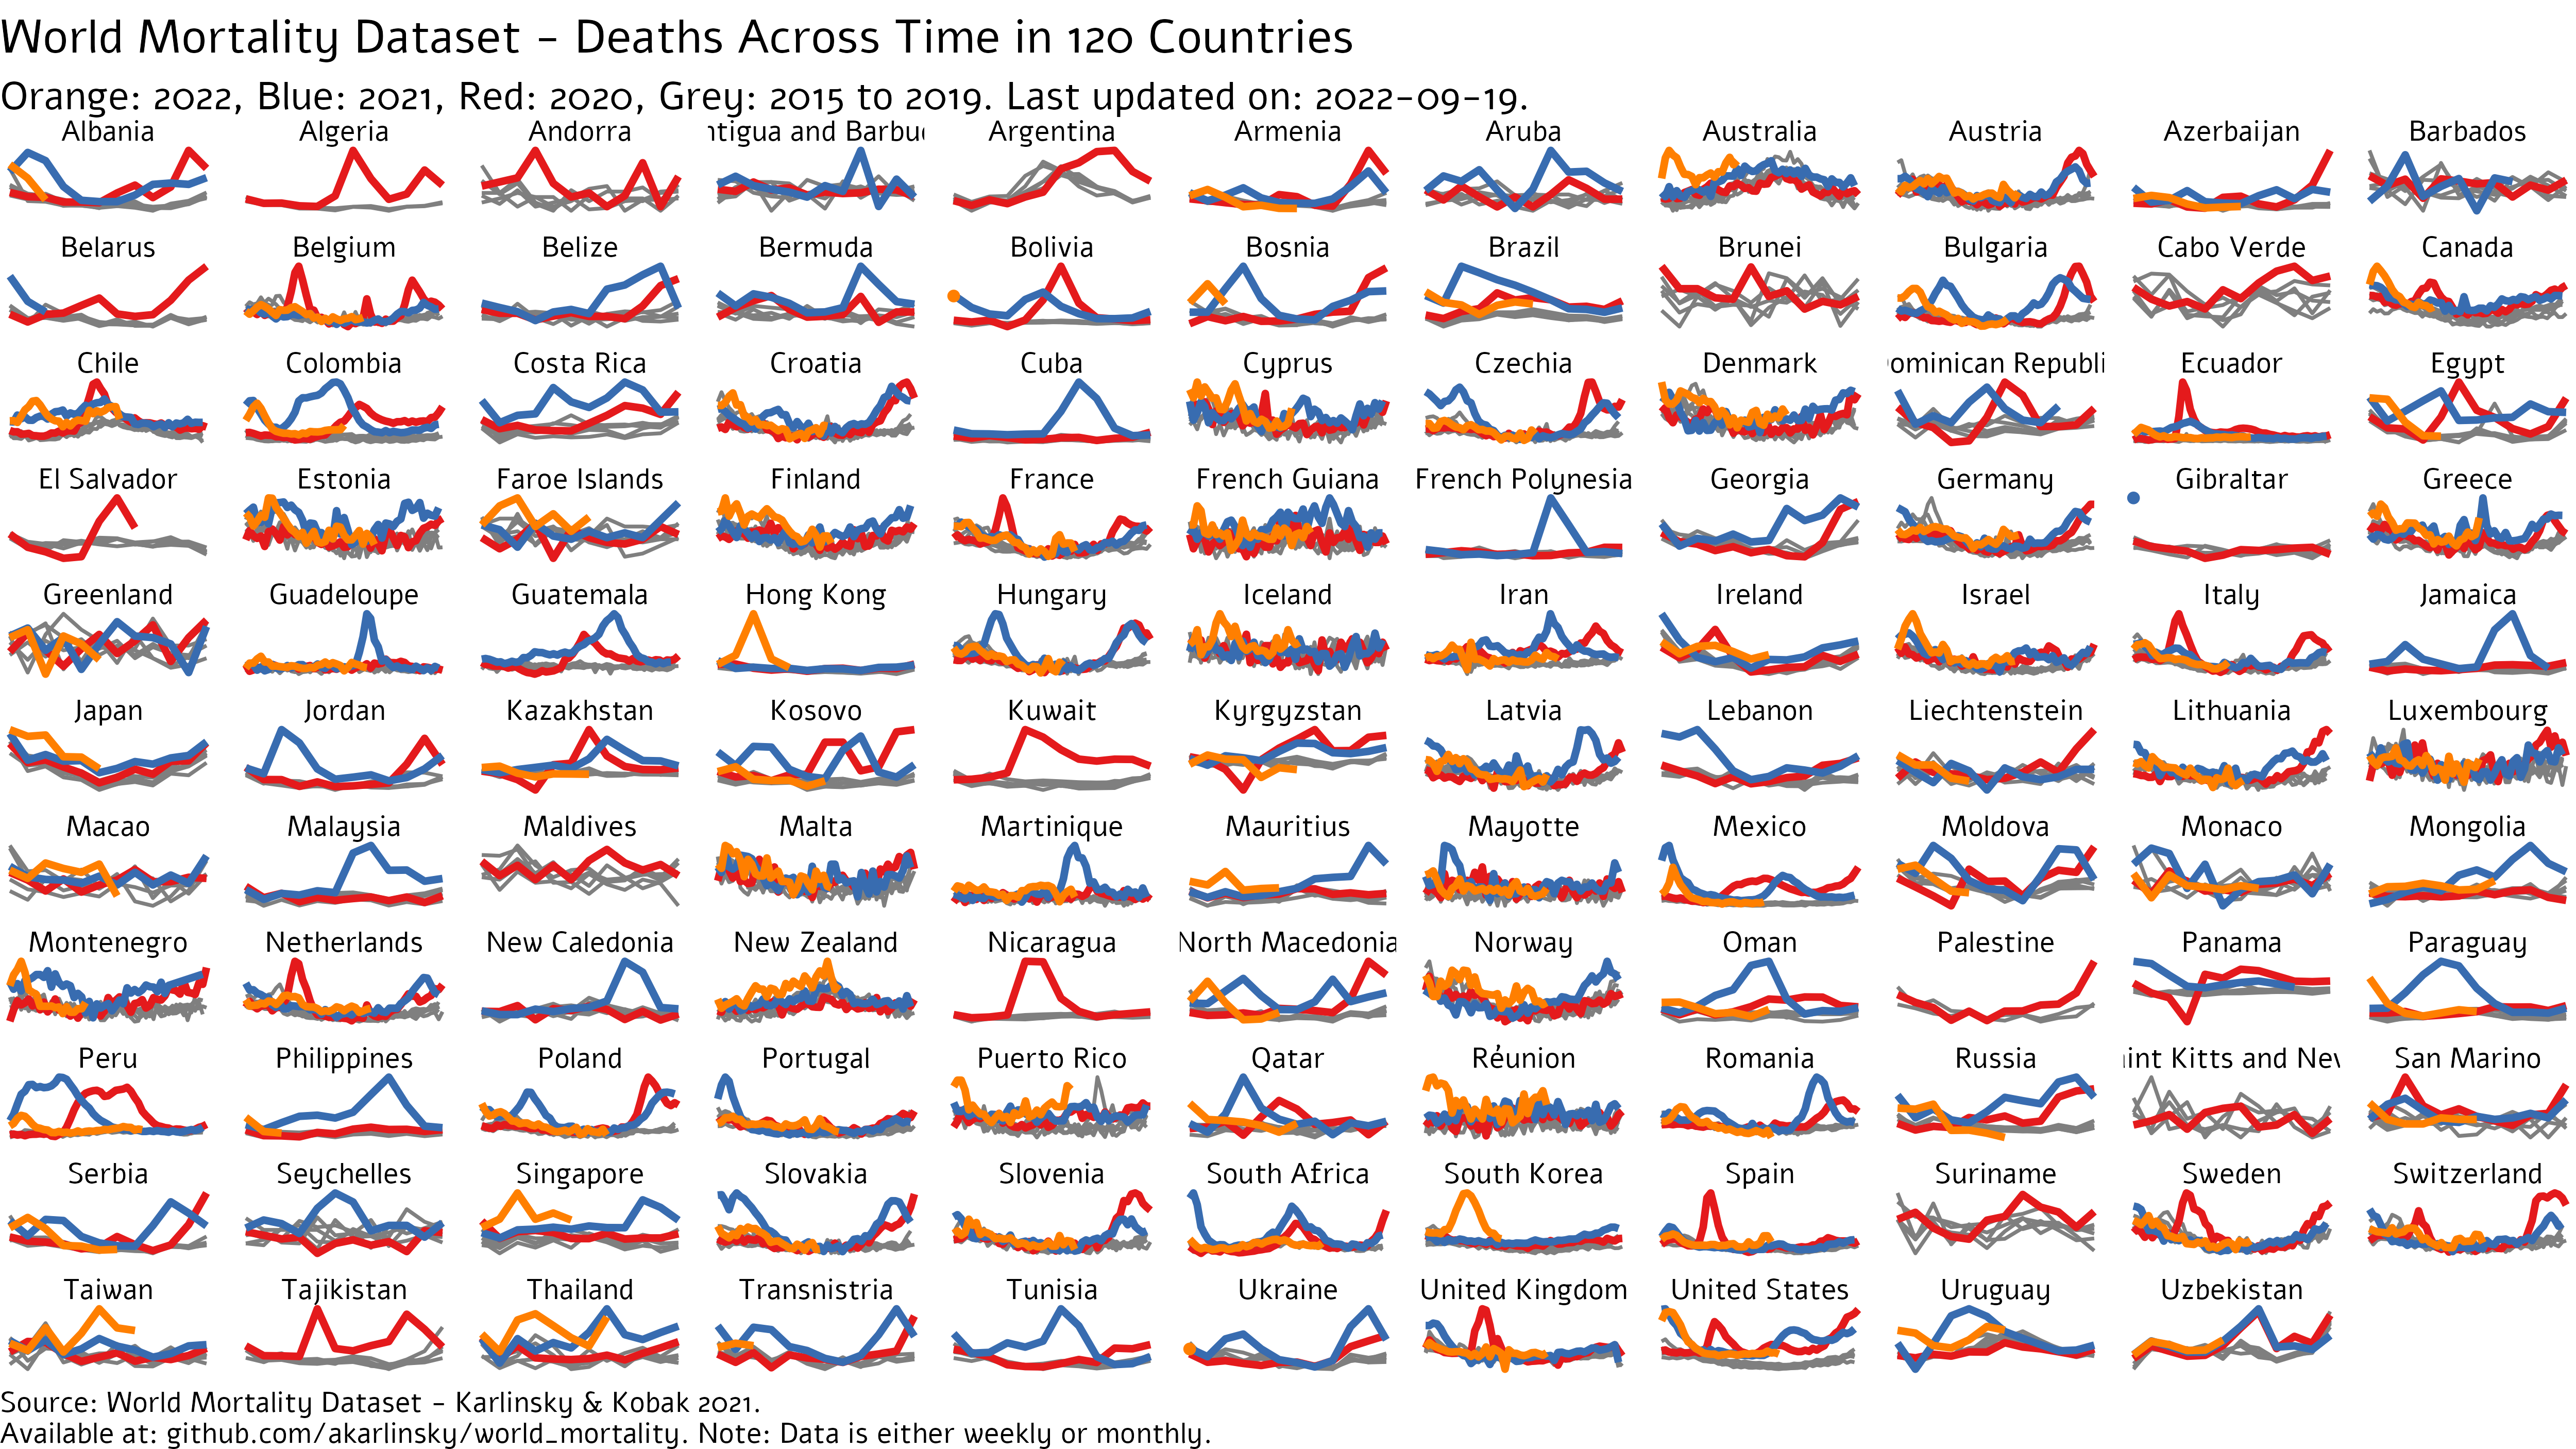 World Mortality Dataset - Deaths Across Time in 120 Countries
Orange: 2022, Blue: 2021, Red: 2020, Grey: 2015 to 2019. Last updated on: 2022-09-19.
Albania Algeria Andorra ntigua and Barbu Argentina Armenia Aruba Australia Austria Azerbaijan Barbados
Belarus Belgium Belize Bermuda Bolivia Bosnia Brazil Brunei Bulgaria Cabo Verde Canada
Chile Colombia Costa Rica Croatia Cuba Cyprus Czechia Denmark ominican Republi Ecuador Egypt
El Salvador Estonia Faroe Islands Finland France French Guiana French Polynesia Georgia Germany Gibraltar Greece
Greenland Guadeloupe Guatemala Hong Kong Hungary Iceland Iran Ireland Israel Italy Jamaica
Japan Jordan Kazakhstan Kosovo Kuwait Kyrgyzstan Latvia Lebanon Liechtenstein Lithuania Luxembourg
Macao Malaysia Maldives Malta Martinique Mauritius Mayotte Mexico Moldova Monaco Mongolia
Montenegro Netherlands New Caledonia New Zealand Nicaragua North Macedonia Norway Oman Palestine Panama Paraguay
Peru Philippines Poland Portugal Puerto Rico Qatar Réunion Romania Russia int Kitts and Nev San Marino
Serbia Seychelles Singapore Slovakia Slovenia South Africa South Korea Spain Suriname Sweden Switzerland
Taiwan Tajikistan Thailand Transnistria Tunisia Ukraine United Kingdom United States Uruguay Uzbekistan
Source: World Mortality Dataset - Karlinsky & Kobak 2021.
Available at: github.com/akarlinsky/world_mortality. Note: Data is either weekly or monthly.